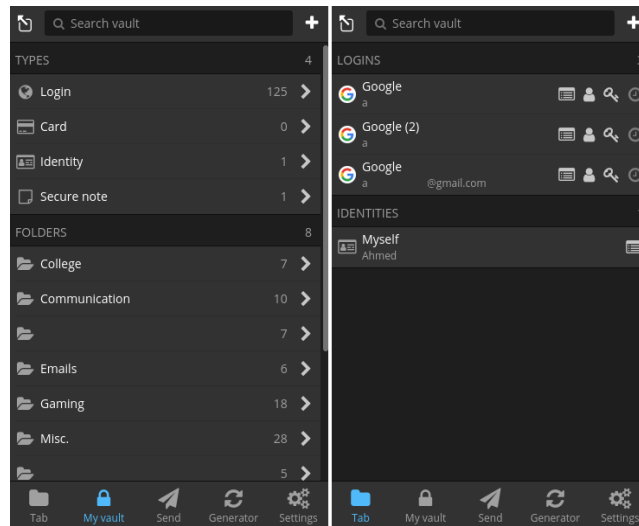 Search vault
TYPES 4
Login 125
Card 0
Identity 1
Secure note 1
FOLDERS 8
College 7
Communication 10
7
Emails 6
Gaming 18
Misc. 28
5
Tab My vault Send Generator Settings
Search vault
LOGINS
Google
a
Google (2)
a
Google
a @gmail.com
IDENTITIES
Myself
Ahmed
Tab My vault Send Generator Settings